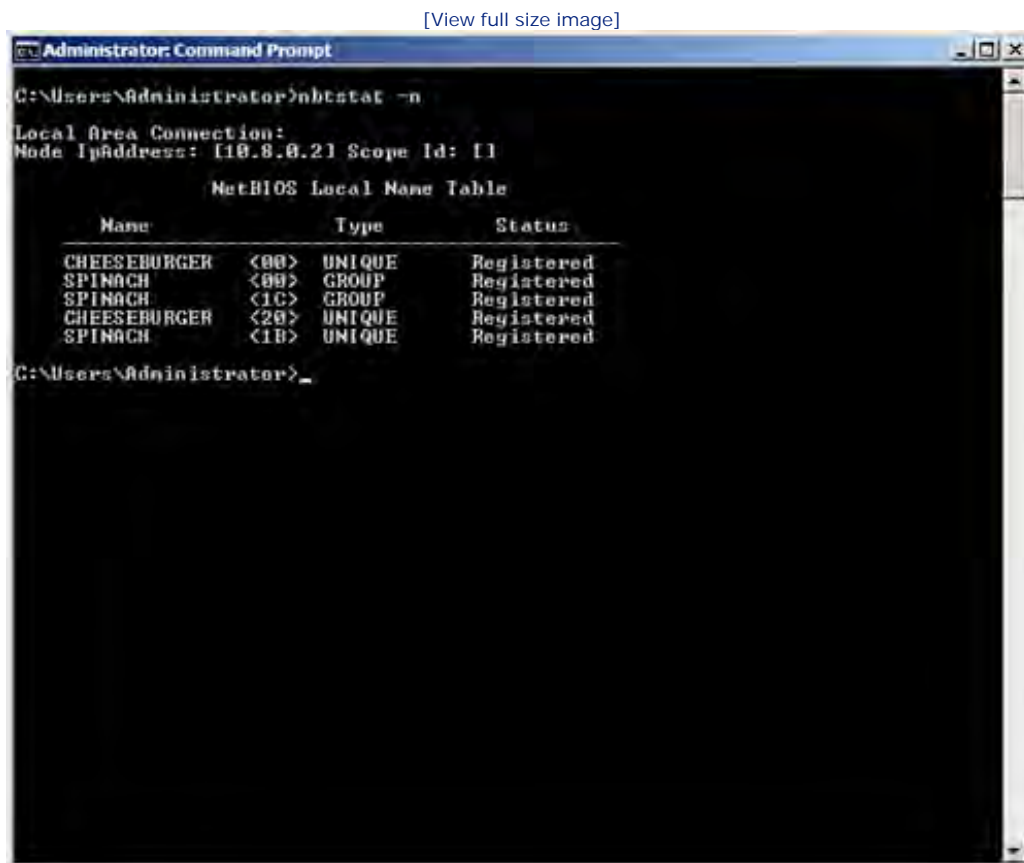 [View full size image]
Administrator: Command Prompt
C:\Users\Administrator>nbtstat -n
Local Area Connection:
Node IpAddress: [10.8.0.2] Scope Id: []
NetBIOS Local Name Table
Name Type Status
CHEESEBURGER <00> UNIQUE Registered
SPINACH <00> GROUP Registered
SPINACH <1C> GROUP Registered
CHEESEBURGER <20> UNIQUE Registered
SPINACH <1B> UNIQUE Registered
C:\Users\Administrator>_